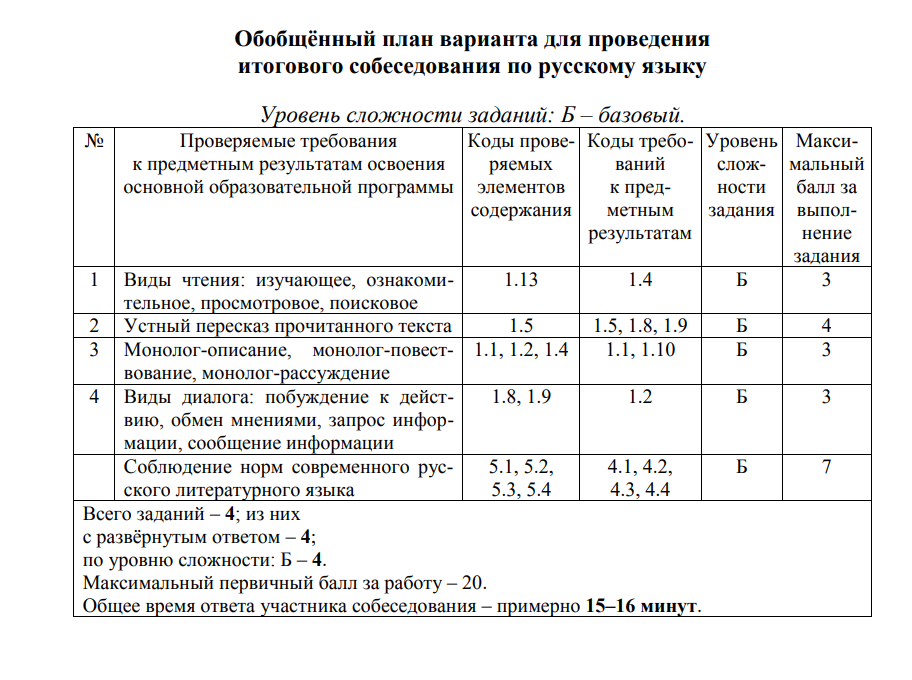 Обобщённый план варианта для проведения
итогового собеседования по русскому языку
Уровень сложности заданий: Б – базовый.
№
Проверяемые требования
к предметным результатам освоения
основной образовательной программы
Коды прове-
ряемых
элементов
содержания
Коды требо-
ваний
к пред-
метным
результатам
Уровень
слож-
ности
задания
Макси-
мальный
балл за
выпол-
нение
задания
1
Виды чтения: изучающее, ознакоми-
тельное, просмотровое, поисковое
1.13
1.4
Б
3
2
Устный пересказ прочитанного текста
1.5
1.5, 1.8, 1.9
Б
4
3
Монолог-описание, монолог-повест-
вование, монолог-рассуждение
1.1, 1.2, 1.4
1.1, 1.10
Б
3
4
Виды диалога: побуждение к дейст-
вию, обмен мнениями, запрос инфор-
мации, сообщение информации
1.8, 1.9
1.2
Б
3
Соблюдение норм современного рус-
ского литературного языка
5.1, 5.2,
5.3, 5.4
4.1, 4.2,
4.3, 4.4
Б
7
Всего заданий – 4; из них
с развёрнутым ответом – 4;
по уровню сложности: Б – 4.
Максимальный первичный балл за работу – 20.
Общее время ответа участника собеседования – примерно 15–16 минут.